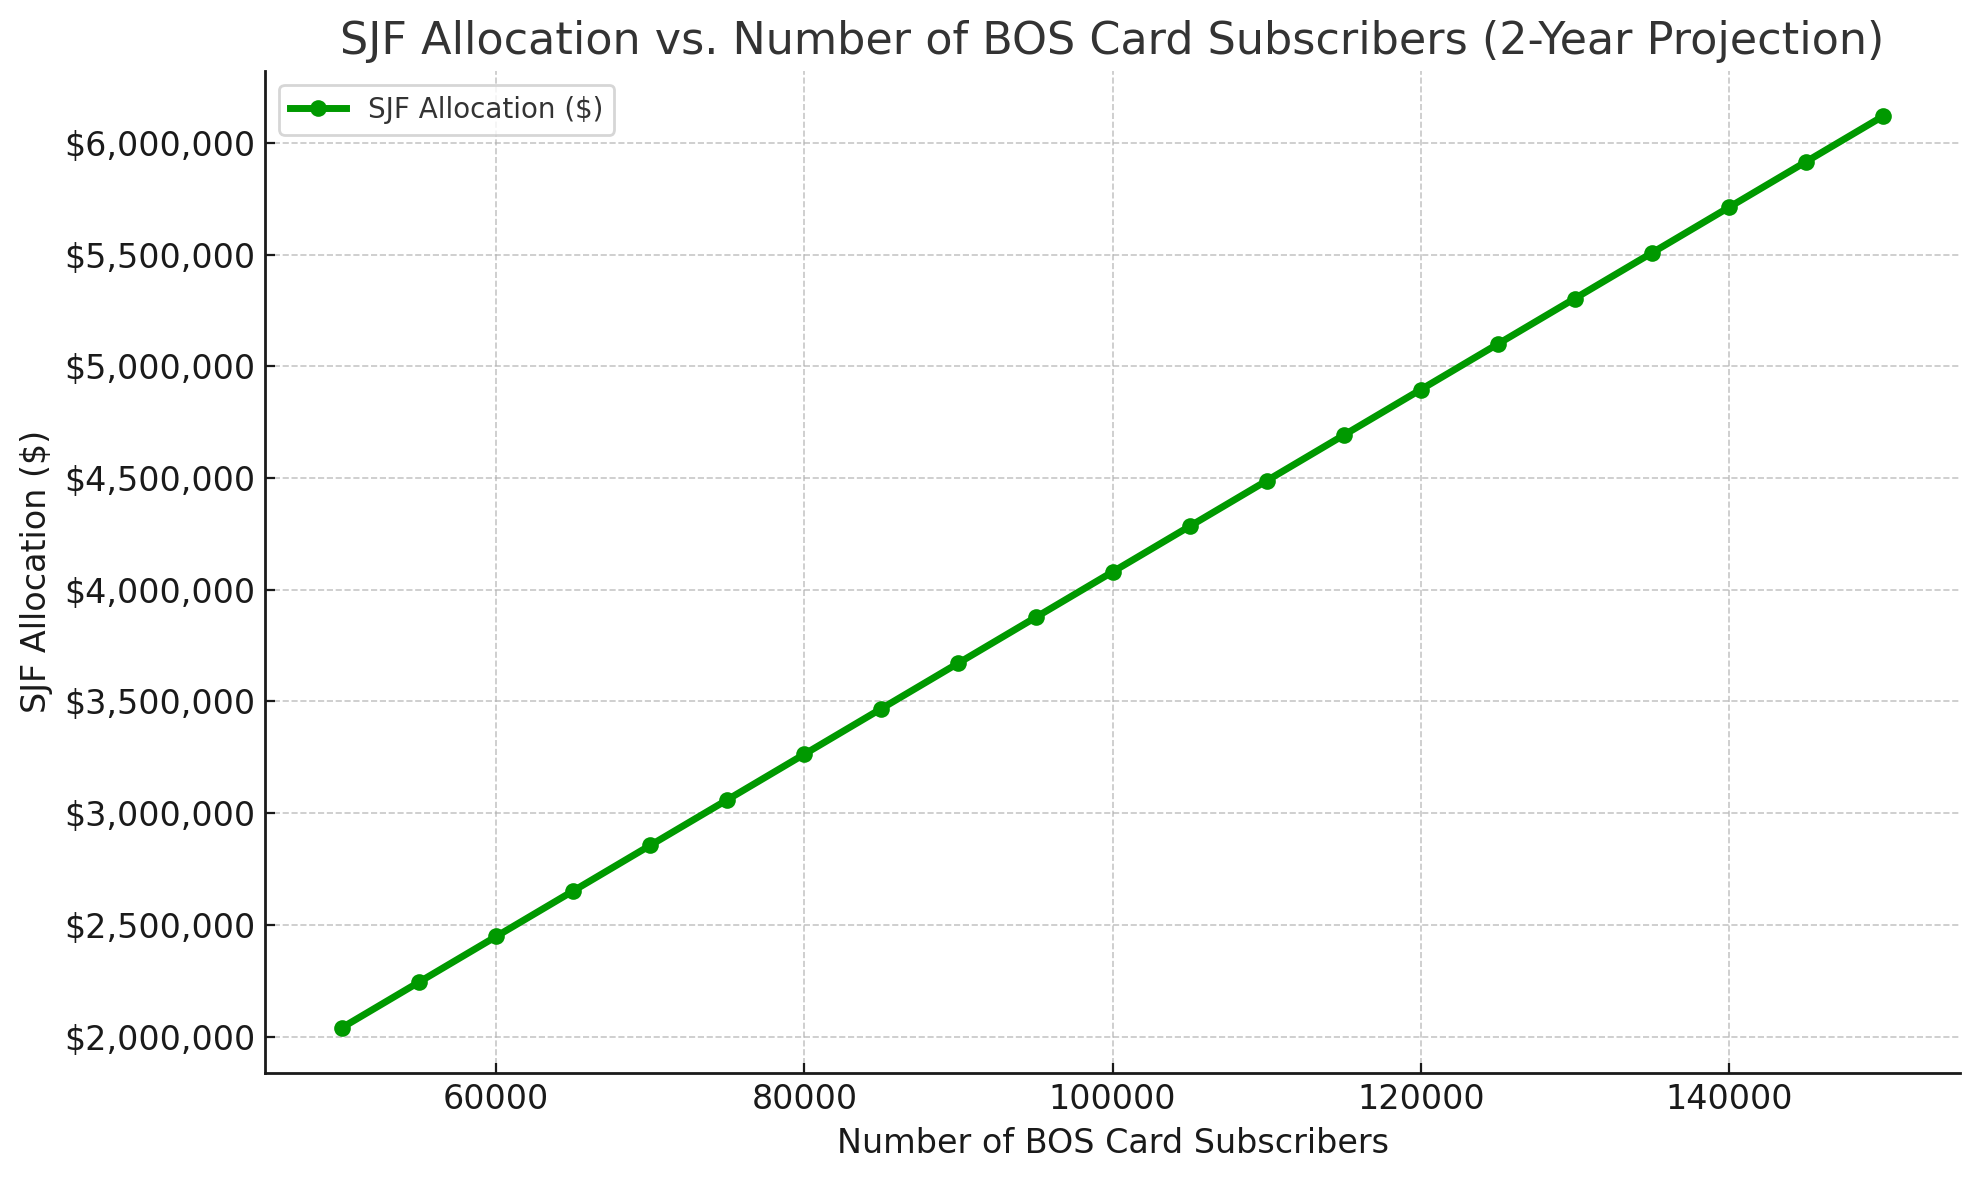 SJF Allocation vs. Number of BOS Card Subscribers (2-Year Projection)
SJF Allocation ($)
$6,000,000
$5,500,000
$5,000,000
$4,500,000
$4,000,000
$3,500,000
$3,000,000
$2,500,000
$2,000,000
SJF Allocation ($)
60000 80000 100000 120000 140000
Number of BOS Card Subscribers